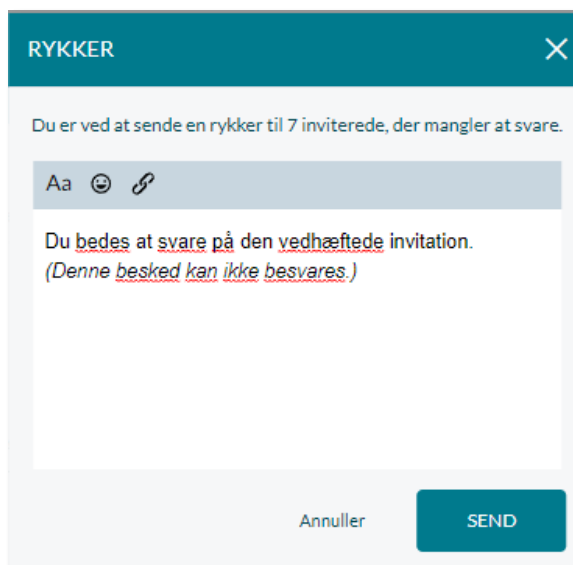 RYKKER
Du er ved at sende en rykker til 7 inviterede, der mangler at svare.
Aa
Du bedes at svare på den vedhæftede invitation.
(Denne besked kan ikke besvares.)
Annuller
SEND